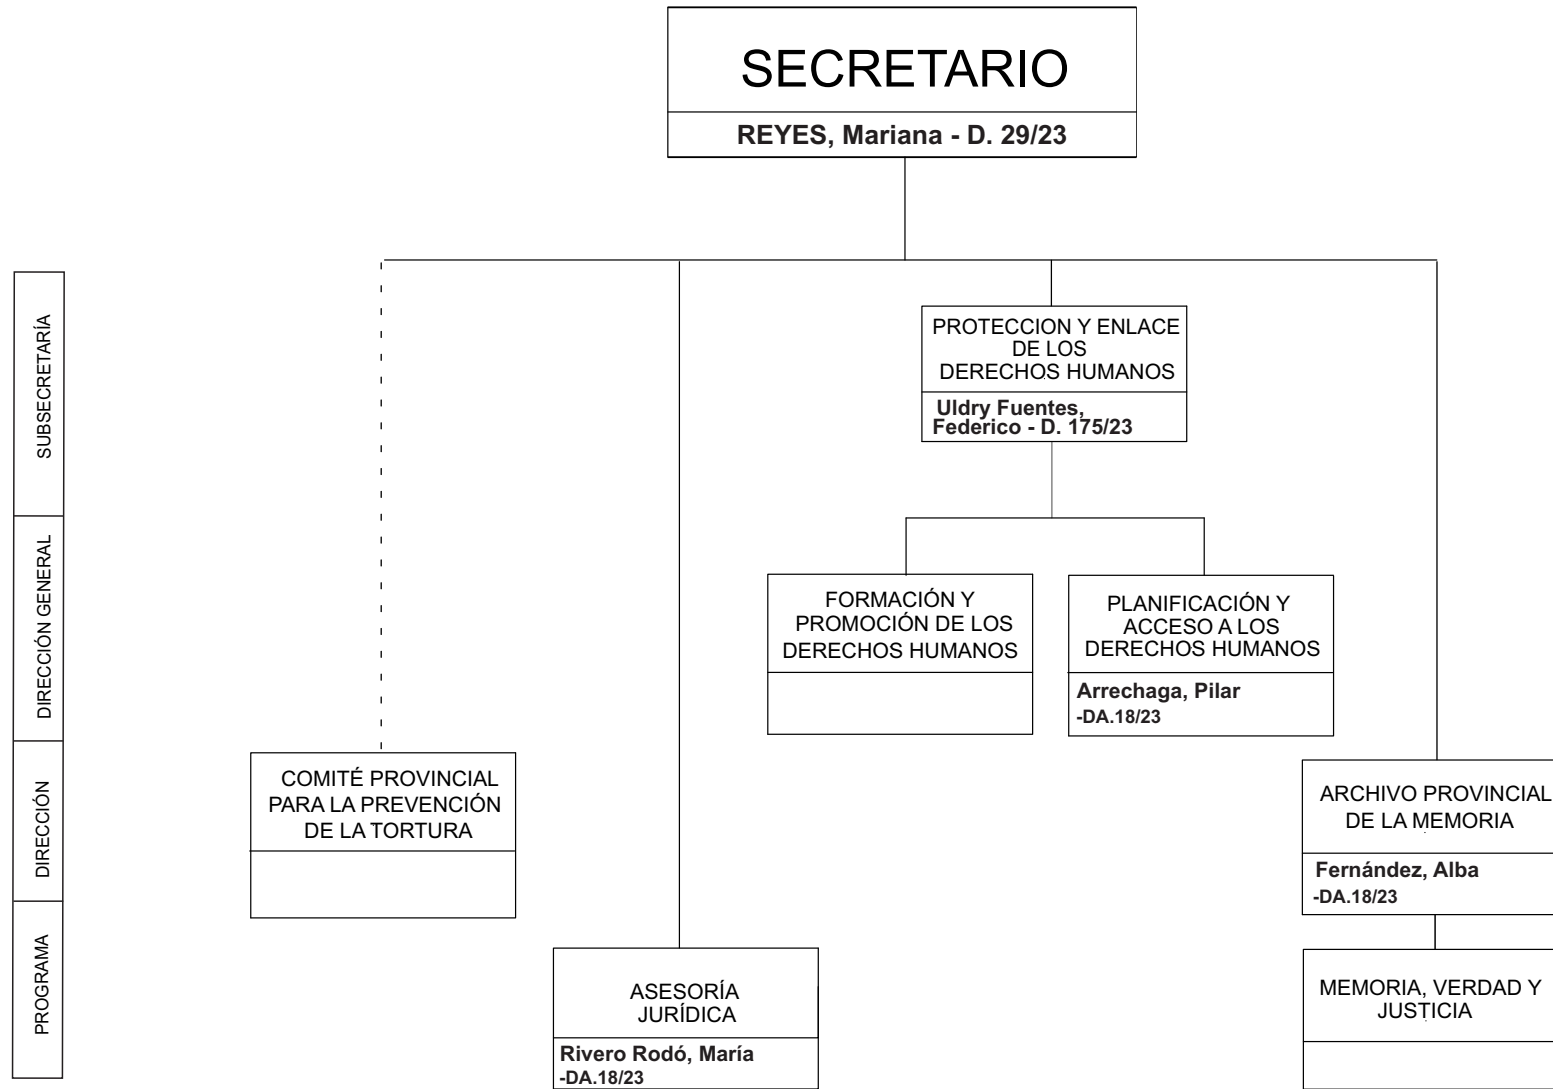 SECRETARIO
REYES, Mariana - D. 29/23
SUBSECRETARÍA
DIRECCIÓN GENERAL
DIRECCIÓN
PROGRAMA
PROTECCION Y ENLACE
DE LOS
DERECHOS HUMANOS
Uldry Fuentes,
Federico - D. 175/23
FORMACIÓN Y
PROMOCIÓN DE LOS
DERECHOS HUMANOS
PLANIFICACIÓN Y
ACCESO A LOS
DERECHOS HUMANOS
Arrechaga, Pilar
-DA.18/23
COMITÉ PROVINCIAL
PARA LA PREVENCIÓN
DE LA TORTURA
ARCHIVO PROVINCIAL
DE LA MEMORIA
Fernández, Alba
-DA.18/23
ASESORÍA
JURÍDICA
Rivero Rodó, María
-DA.18/23
MEMORIA, VERDAD Y
JUSTICIA